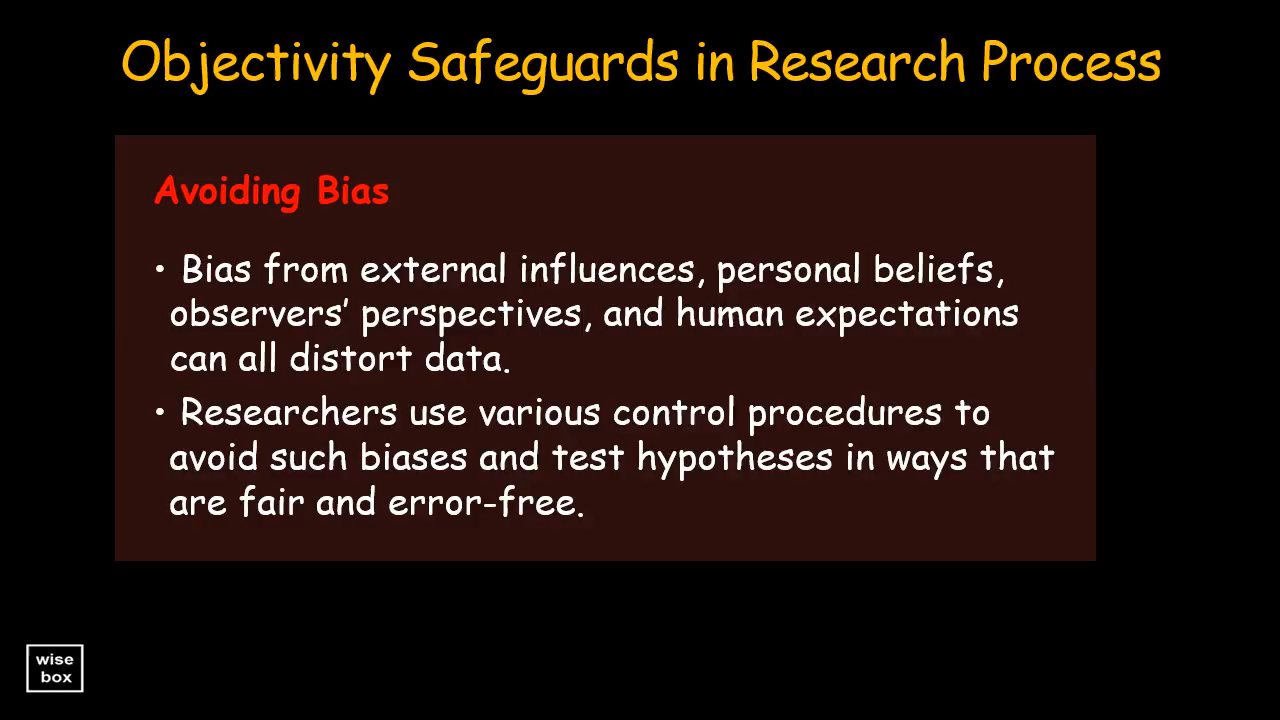 Objectivity Safeguards in Research Process
Avoiding Bias
• Bias from external influences, personal beliefs,
observers’ perspectives, and human expectations
can all distort data.
• Researchers use various control procedures to
avoid such biases and test hypotheses in ways that
are fair and error-free.
wise
box